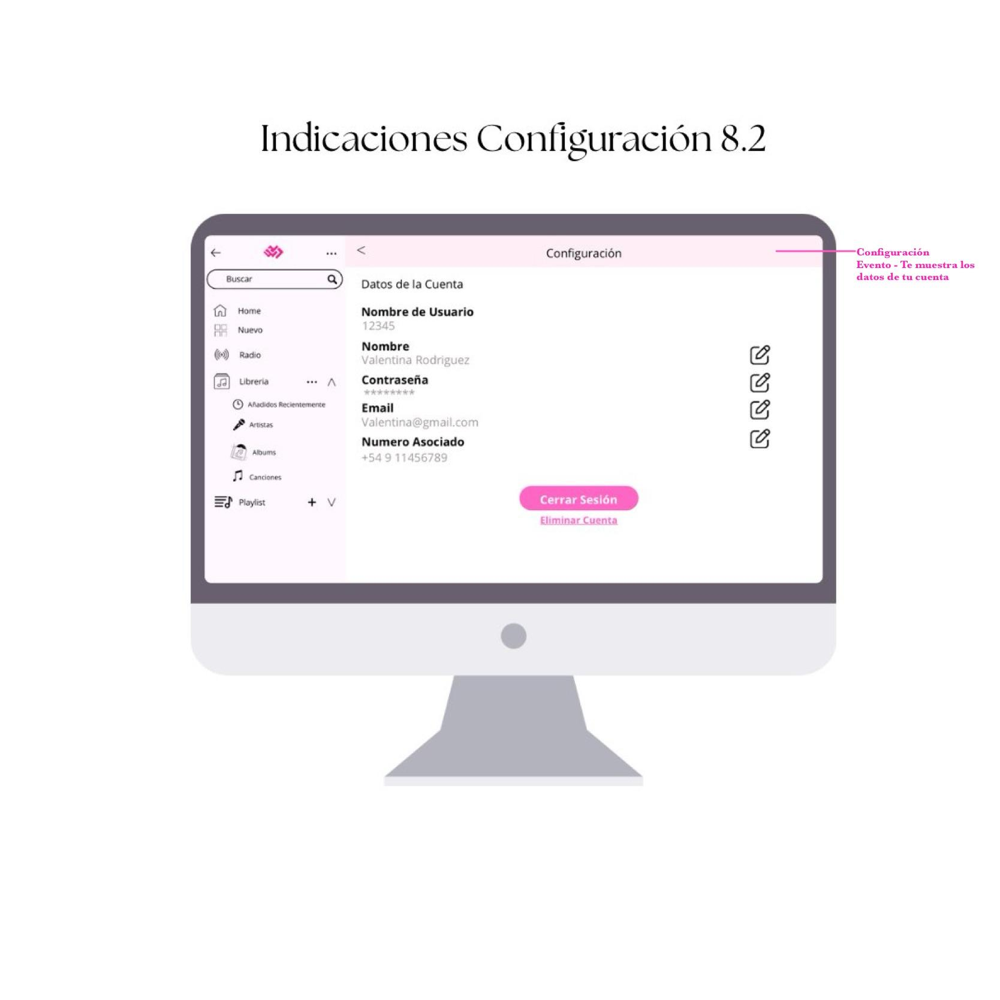 Indicaciones Configuración 8.2
Configuración
Configuración
Evento - Te muestra los
datos de tu cuenta
Buscar
Home
Nuevo
Radio
Libreria
Añadidos Recientemente
Artistas
Albums
Canciones
Playlist
Datos de la Cuenta
Nombre de Usuario
12345
Nombre
Valentina Rodriguez
Contraseña
********
Email
Valentina@gmail.com
Numero Asociado
+54 9 11456789
Cerrar Sesión
Eliminar Cuenta